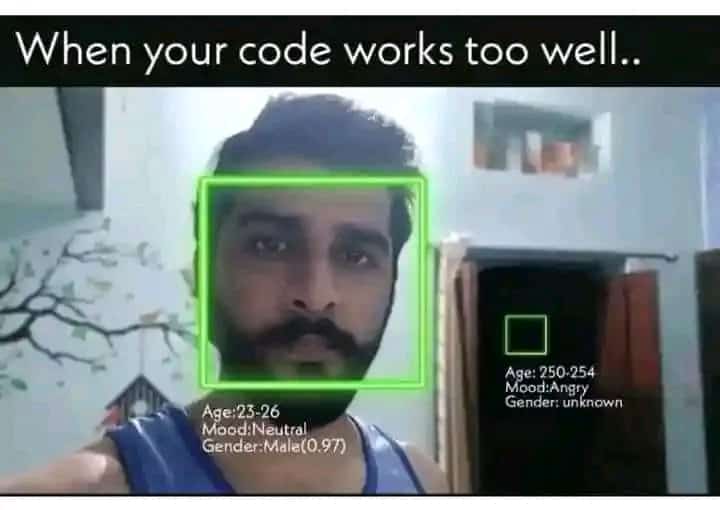 When your code works too well..
Age:23-26
Mood:Neutral
Gender:Male(0.97)
Age: 250-254
Mood:Angry
Gender: unknown